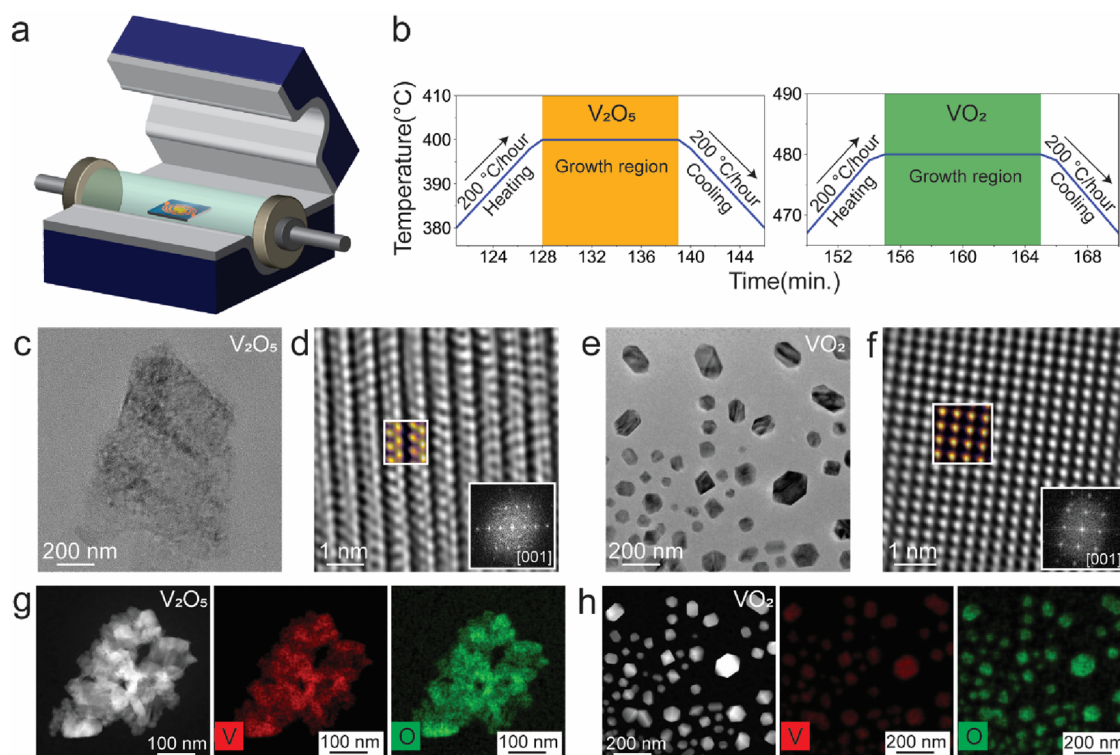 a
b
Temperature(°C)
410
400
390
380
V₂O₅
Growth region
200 °C/hour
Heating
200 °C/hour
Cooling
124 128 132 136 140 144
490
480
470
VO₂
Growth region
200 °C/hour
Heating
200 °C/hour
Cooling
152 156 160 164 168
Time(min.)
c
V₂O₅
200 nm
d
1 nm
[001]
e
VO₂
200 nm
f
1 nm
[001]
g
V₂O₅
100 nm
V
100 nm
O
100 nm
h
VO₂
200 nm
V
200 nm
O
200 nm